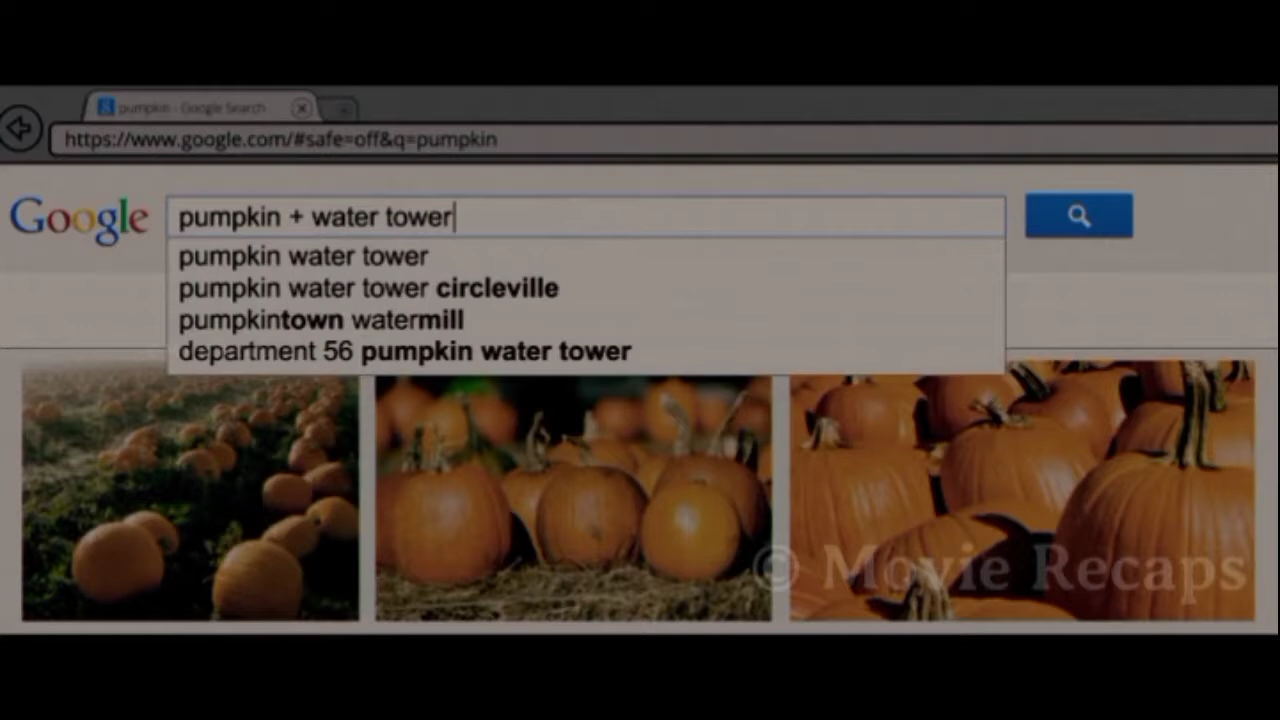 pumpkin - Google Search
https://www.google.com/#safe=off&q=pumpkin
Google
pumpkin + water tower
pumpkin water tower
pumpkin water tower circleville
pumpkintown watermill
department 56 pumpkin water tower
© Movie Recaps